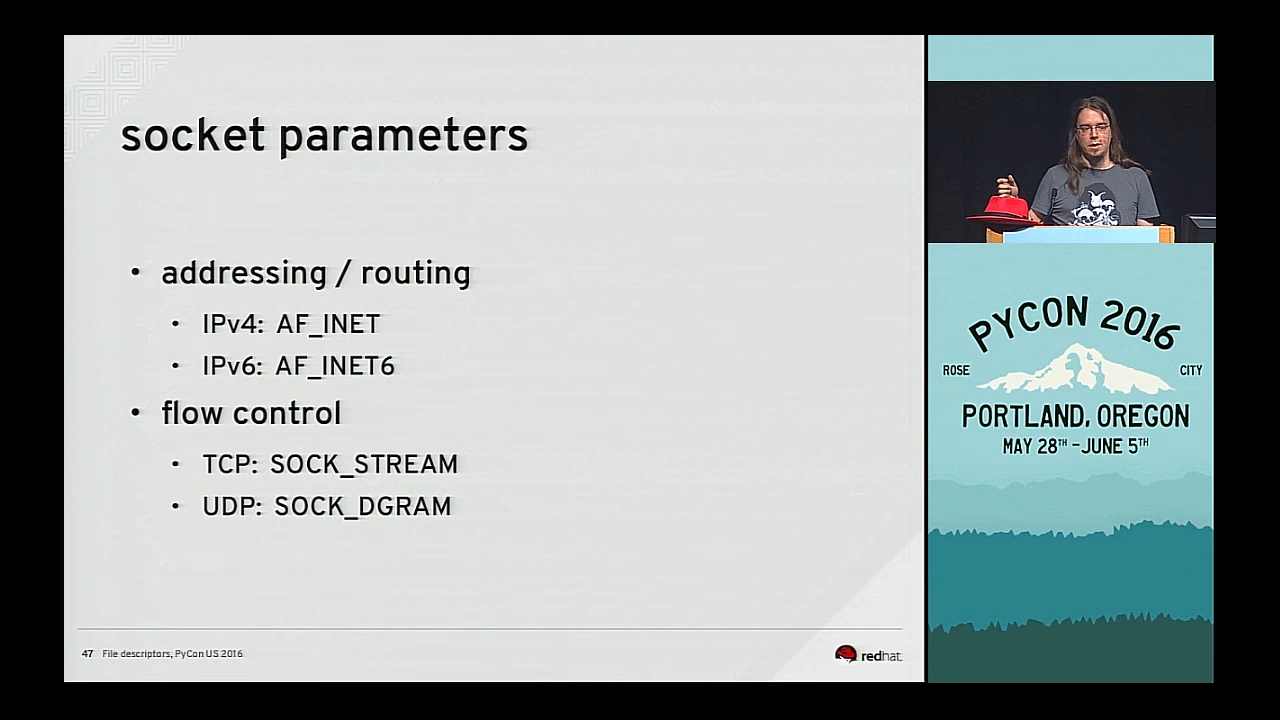 socket parameters
• addressing / routing
• IPv4: AF_INET
• IPv6: AF_INET6
• flow control
• TCP: SOCK_STREAM
• UDP: SOCK_DGRAM
47 File descriptors, PyCon US 2016
redhat.
PYCON 2016
ROSE CITY
PORTLAND, OREGON
MAY 28TH - JUNE 5TH